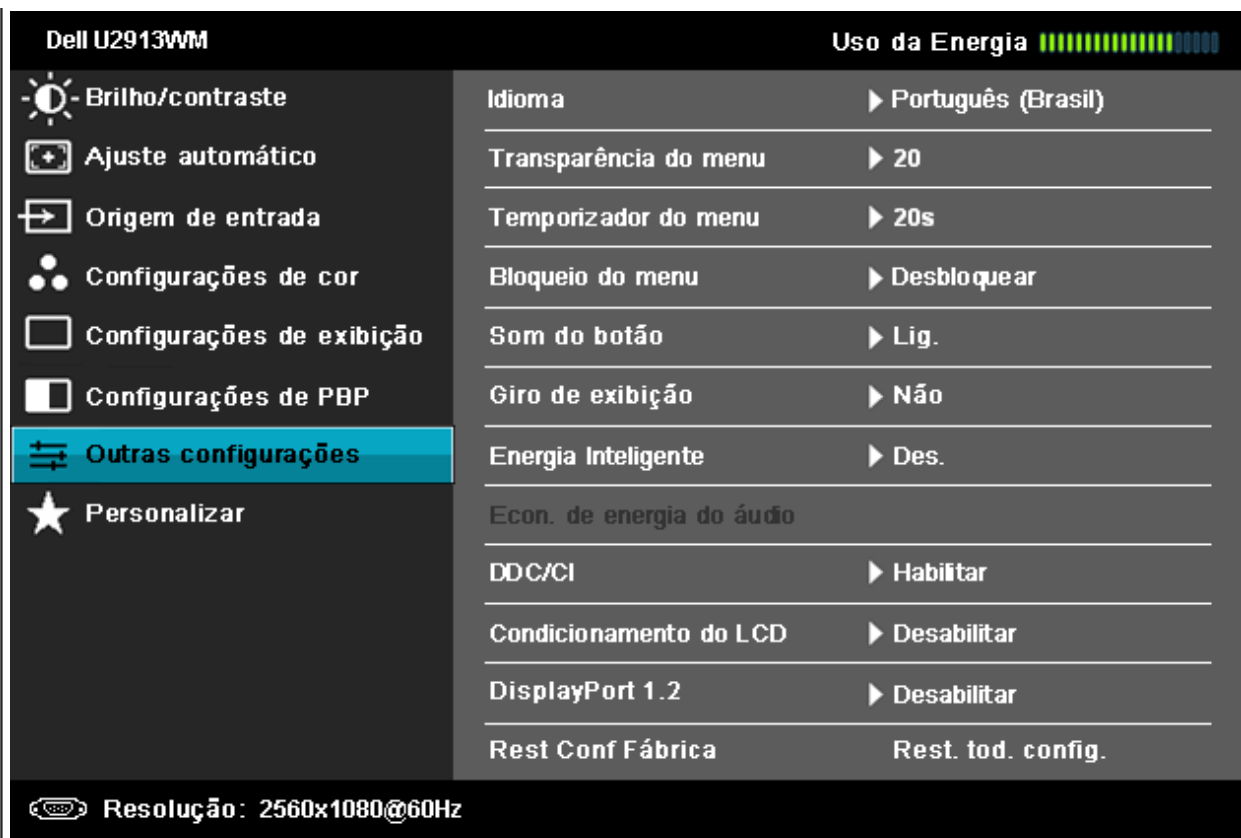 Dell U2913WM
Uso da Energia
Brilho/contraste
Ajuste automático
Origem de entrada
Configurações de cor
Configurações de exibição
Configurações de PBP
Outras configurações
Personalizar
Idioma Português (Brasil)
Transparência do menu 20
Temporizador do menu 20s
Bloqueio do menu Desbloquear
Som do botão Lig.
Giro de exibição Não
Energia Inteligente Des.
Econ. de energia do áudio
DDC/CI Habilitar
Condicionamento do LCD Desabilitar
DisplayPort 1.2 Desabilitar
Rest Conf Fábrica Rest. tod. config.
Resolução: 2560x1080@60Hz